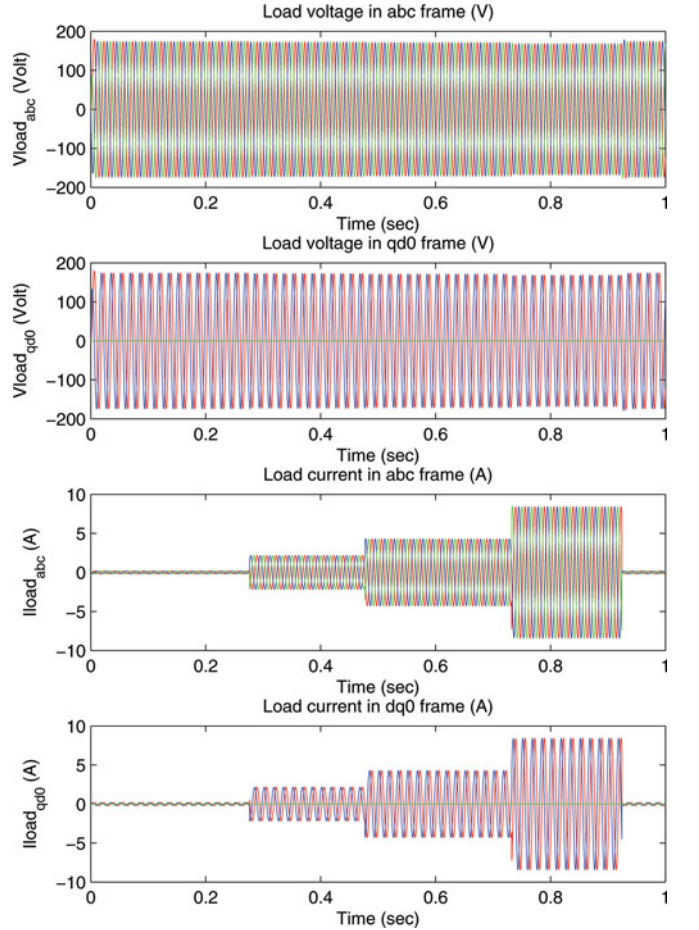 Load voltage in abc frame (V)
Vload_abc (Volt)
200
100
0
−100
−200
0 0.2 0.4 0.6 0.8 1
Time (sec)
Load voltage in qd0 frame (V)
Vload_qd0 (Volt)
200
100
0
−100
−200
0 0.2 0.4 0.6 0.8 1
Time (sec)
Load current in abc frame (A)
Iload_abc (A)
10
5
0
−5
−10
0 0.2 0.4 0.6 0.8 1
Time (sec)
Load current in dq0 frame (A)
Iload_qd0 (A)
10
5
0
−5
−10
0 0.2 0.4 0.6 0.8 1
Time (sec)